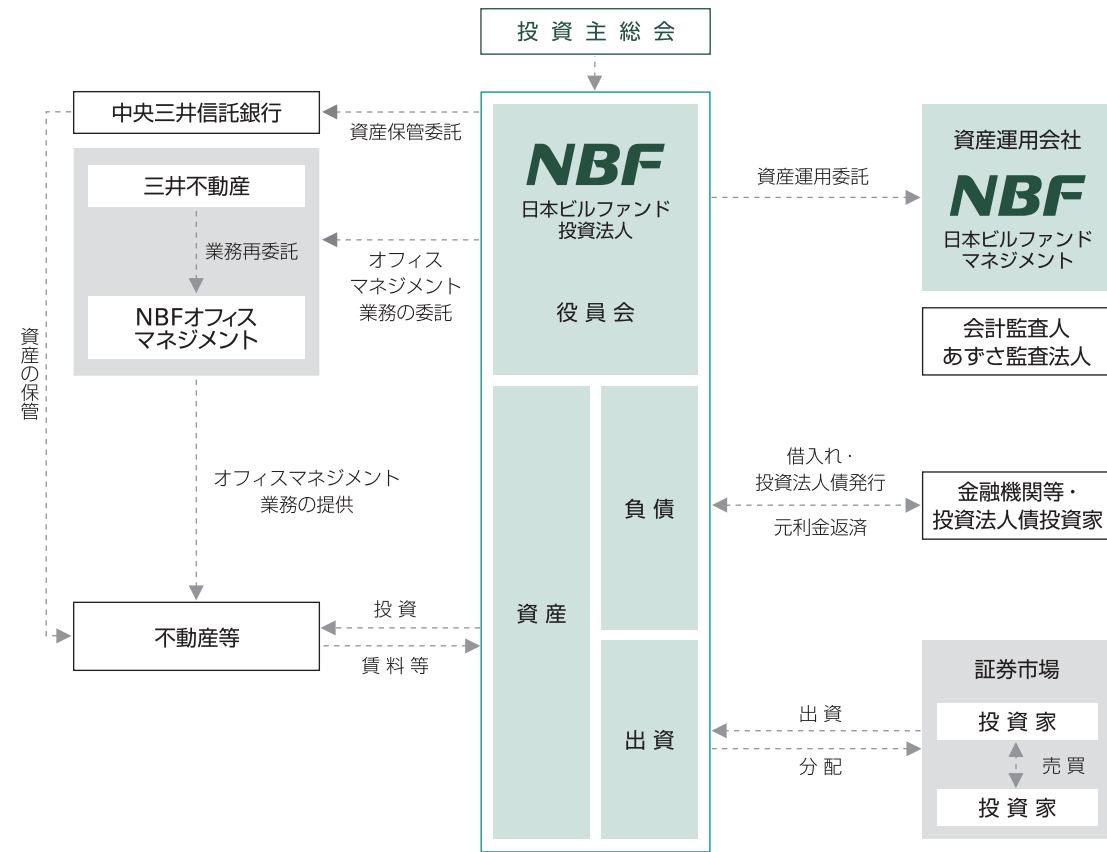 投資主総会
中央三井信託銀行
資産保管委託
三井不動産
業務再委託
NBFオフィス
マネジメント
オフィス
マネジメント
業務の委託
資産の保管
オフィスマネジメント
業務の提供
不動産等
投資
賃料等
NBF
日本ビルファンド
投資法人
役員会
資産
負債
出資
資産運用委託
資産運用会社
NBF
日本ビルファンド
マネジメント
会計監査人
あずさ監査法人
借入れ・
投資法人債発行
元利金返済
金融機関等・
投資法人債投資家
出資
分配
証券市場
投資家
売買
投資家